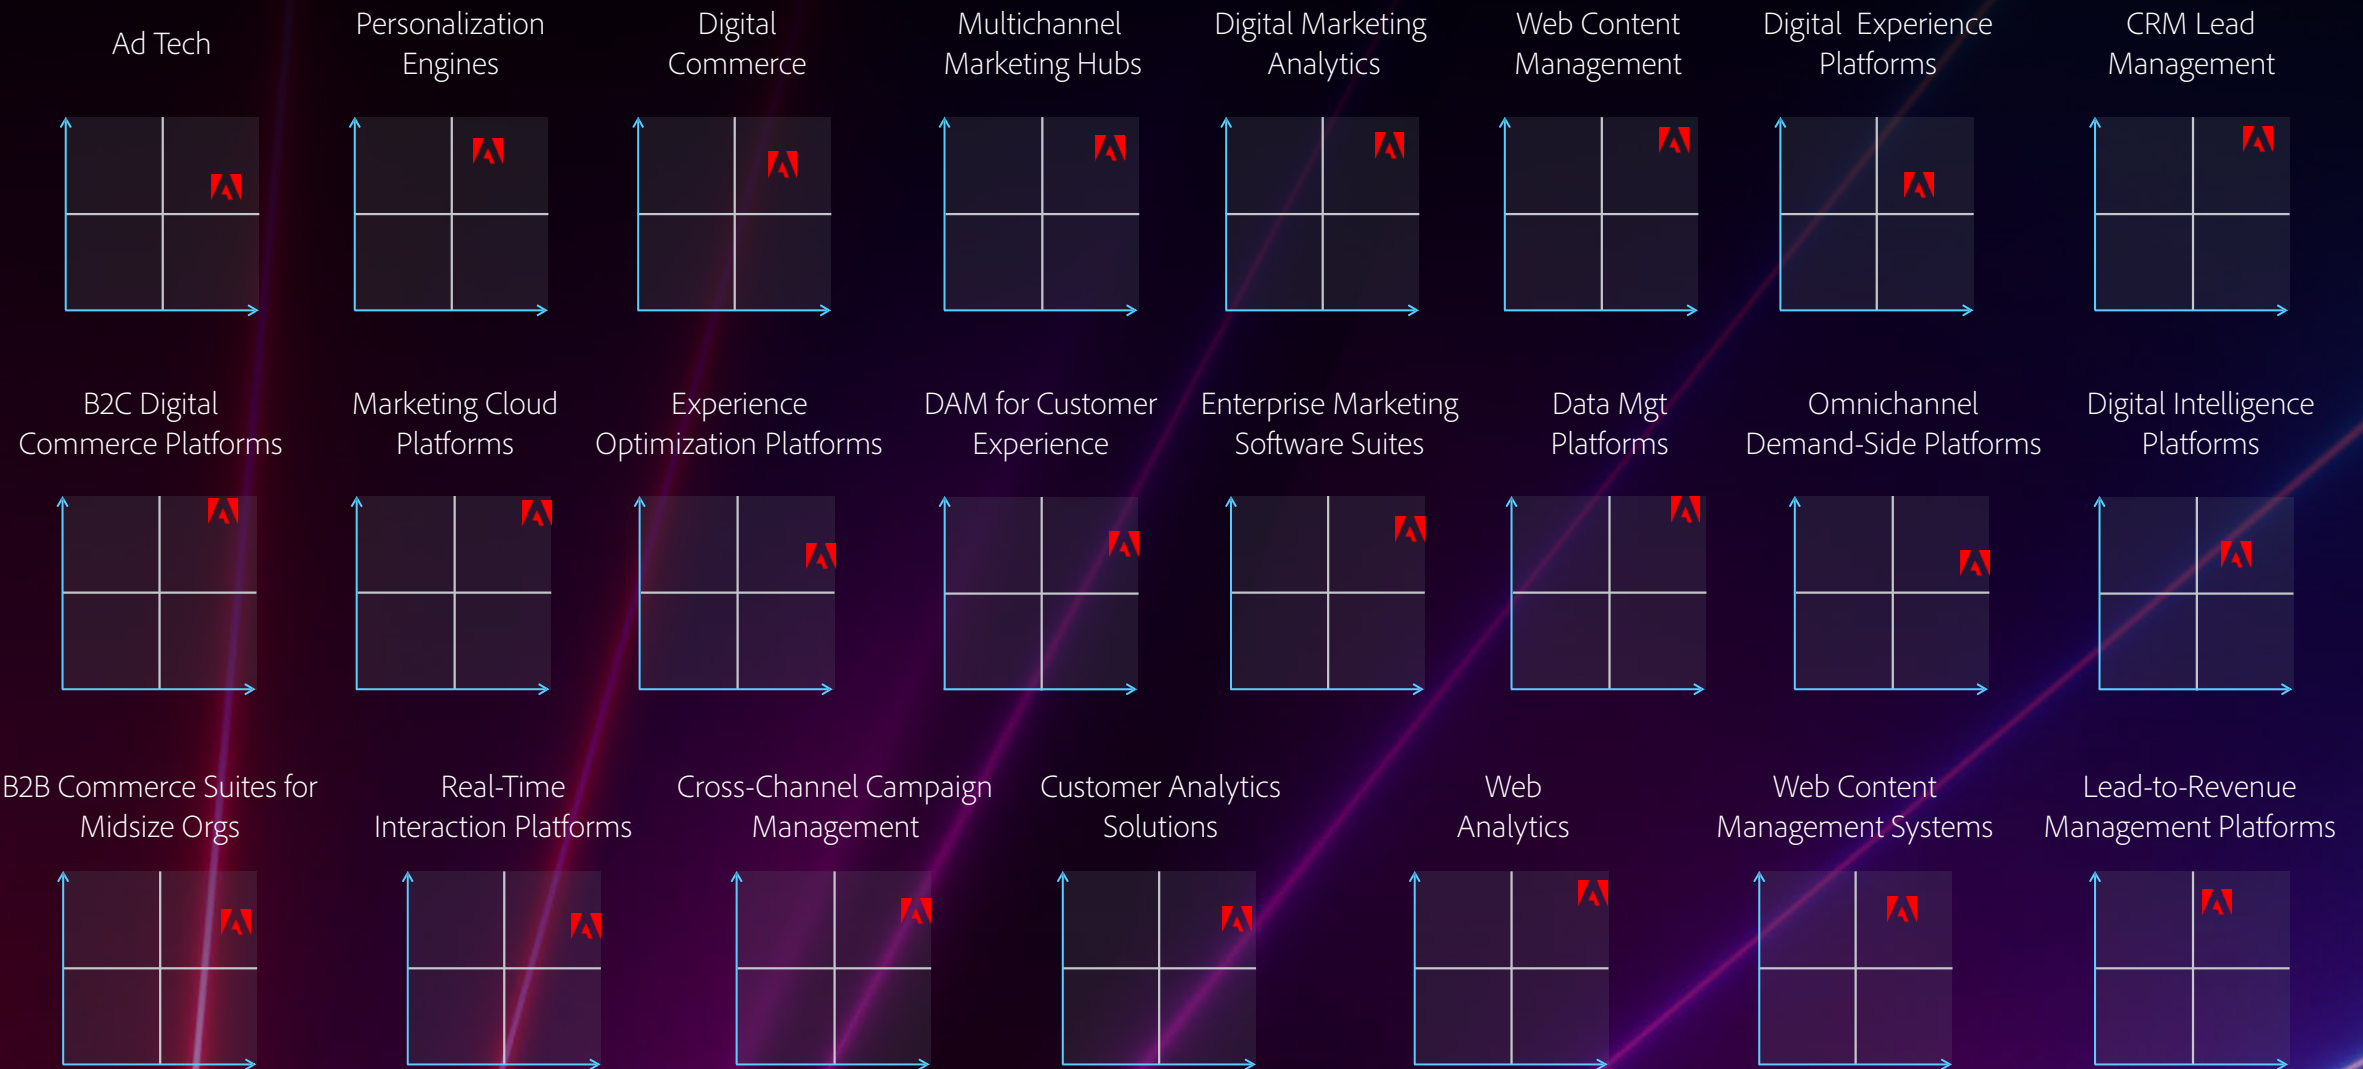 Ad Tech
Personalization
Engines
Digital
Commerce
Multichannel
Marketing Hubs
Digital Marketing
Analytics
Web Content
Management
Digital Experience
Platforms
CRM Lead
Management
B2C Digital
Commerce Platforms
Marketing Cloud
Platforms
Experience
Optimization Platforms
DAM for Customer
Experience
Enterprise Marketing
Software Suites
Data Mgt
Platforms
Omnichannel
Demand-Side Platforms
Digital Intelligence
Platforms
B2B Commerce Suites for
Midsize Orgs
Real-Time
Interaction Platforms
Cross-Channel Campaign
Management
Customer Analytics
Solutions
Web
Analytics
Web Content
Management Systems
Lead-to-Revenue
Management Platforms